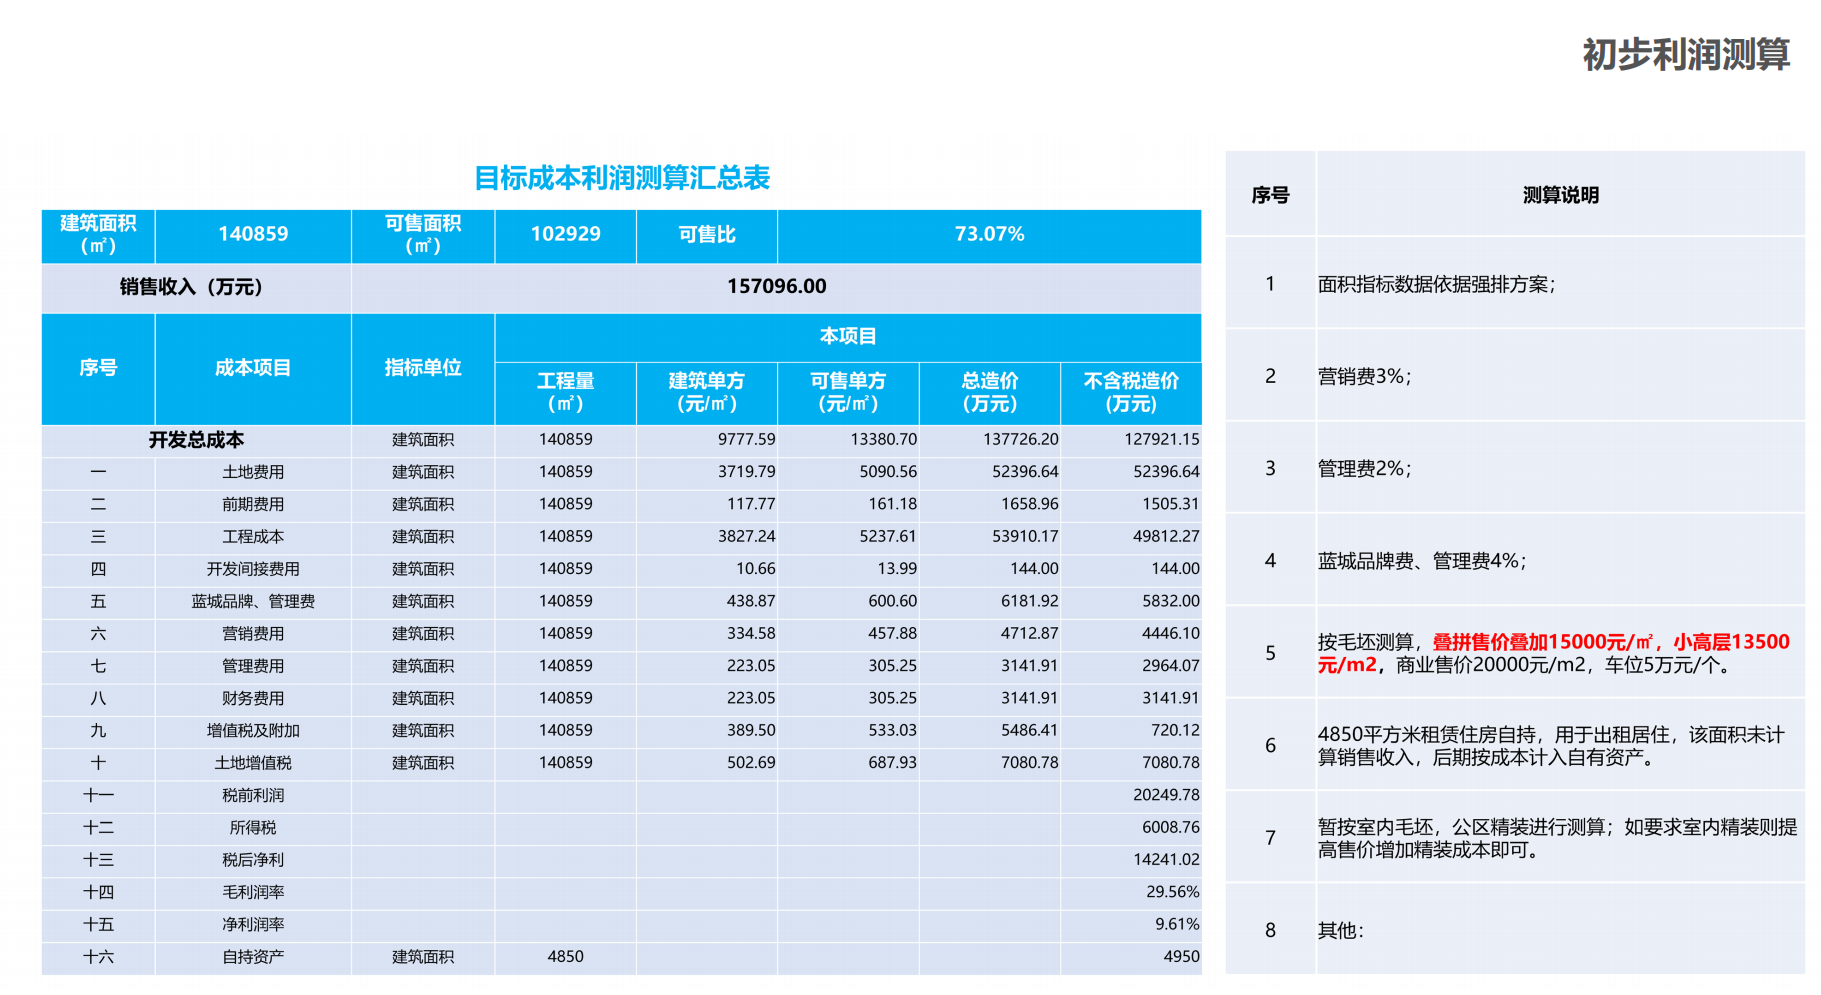 初步利润测算
目标成本利润测算汇总表
建筑面积（㎡） 140859 可售面积（㎡） 102929 可售比 73.07%
销售收入（万元） 157096.00
序号 成本项目 指标单位 本项目
工程量（㎡） 建筑单方（元/㎡） 可售单方（元/㎡） 总造价（万元） 不含税造价(万元)
开发总成本 建筑面积 140859 9777.59 13380.70 137726.20 127921.15
一 土地费用 建筑面积 140859 3719.79 5090.56 52396.64 52396.64
二 前期费用 建筑面积 140859 117.77 161.18 1658.96 1505.31
三 工程成本 建筑面积 140859 3827.24 5237.61 53910.17 49812.27
四 开发间接费用 建筑面积 140859 10.66 13.99 144.00 144.00
五 蓝城品牌、管理费 建筑面积 140859 438.87 600.60 6181.92 5832.00
六 营销费用 建筑面积 140859 334.58 457.88 4712.87 4446.10
七 管理费用 建筑面积 140859 223.05 305.25 3141.91 2964.07
八 财务费用 建筑面积 140859 223.05 305.25 3141.91 3141.91
九 增值税及附加 建筑面积 140859 389.50 533.03 5486.41 720.12
十 土地增值税 建筑面积 140859 502.69 687.93 7080.78 7080.78
十一 税前利润 20249.78
十二 所得税 6008.76
十三 税后净利 14241.02
十四 毛利润率 29.56%
十五 净利润率 9.61%
十六 自持资产 建筑面积 4850 4950
序号 测算说明
1 面积指标数据依据强排方案；
2 营销费3%；
3 管理费2%；
4 蓝城品牌费、管理费4%；
5 按毛坯测算，叠拼售价叠加15000元/㎡，小高层13500
元/m2，商业售价20000元/m2，车位5万元/个。
6 4850平方米租赁住房自持，用于出租居住，该面积未计
算销售收入，后期按成本计入自有资产。
7 暂按室内毛坯，公区精装进行测算；如要求室内精装则提
高售价增加精装成本即可。
8 其他：